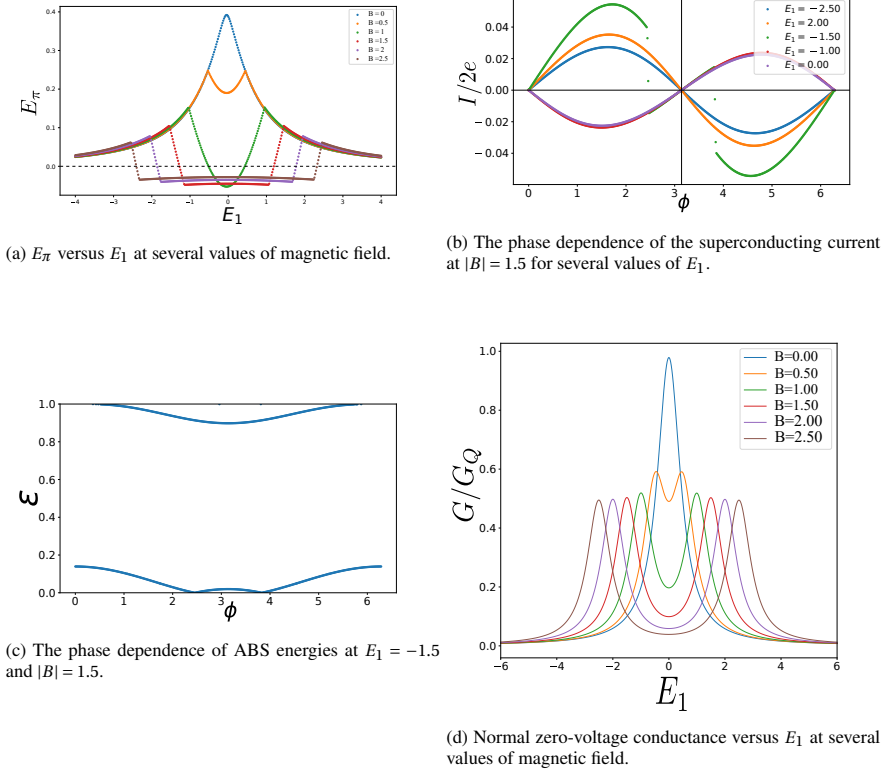 0.4
0.3
0.2
0.1
0.0
E_π
B = 0
B =0.5
B = 1
B =1.5
B = 2
B =2.5
−4 −3 −2 −1 0 1 2 3 4
E_1
(a) E_π versus E_1 at several values of magnetic field.
0.04
0.02
0.00
−0.02
−0.04
I/2e
E_1 = −2.50
E_1 = 2.00
E_1 = −1.50
E_1 = −1.00
E_1 = 0.00
0 1 2 3 4 5 6
ϕ
(b) The phase dependence of the superconducting current
at |B| = 1.5 for several values of E_1.
1.0
0.8
0.6
0.4
0.2
0.0
ε
0 1 2 3 4 5 6
ϕ
(c) The phase dependence of ABS energies at E_1 = −1.5
and |B| = 1.5.
1.0
0.8
0.6
0.4
0.2
0.0
G/G_Q
B=0.00
B=0.50
B=1.00
B=1.50
B=2.00
B=2.50
−6 −4 −2 0 2 4 6
E_1
(d) Normal zero-voltage conductance versus E_1 at several
values of magnetic field.